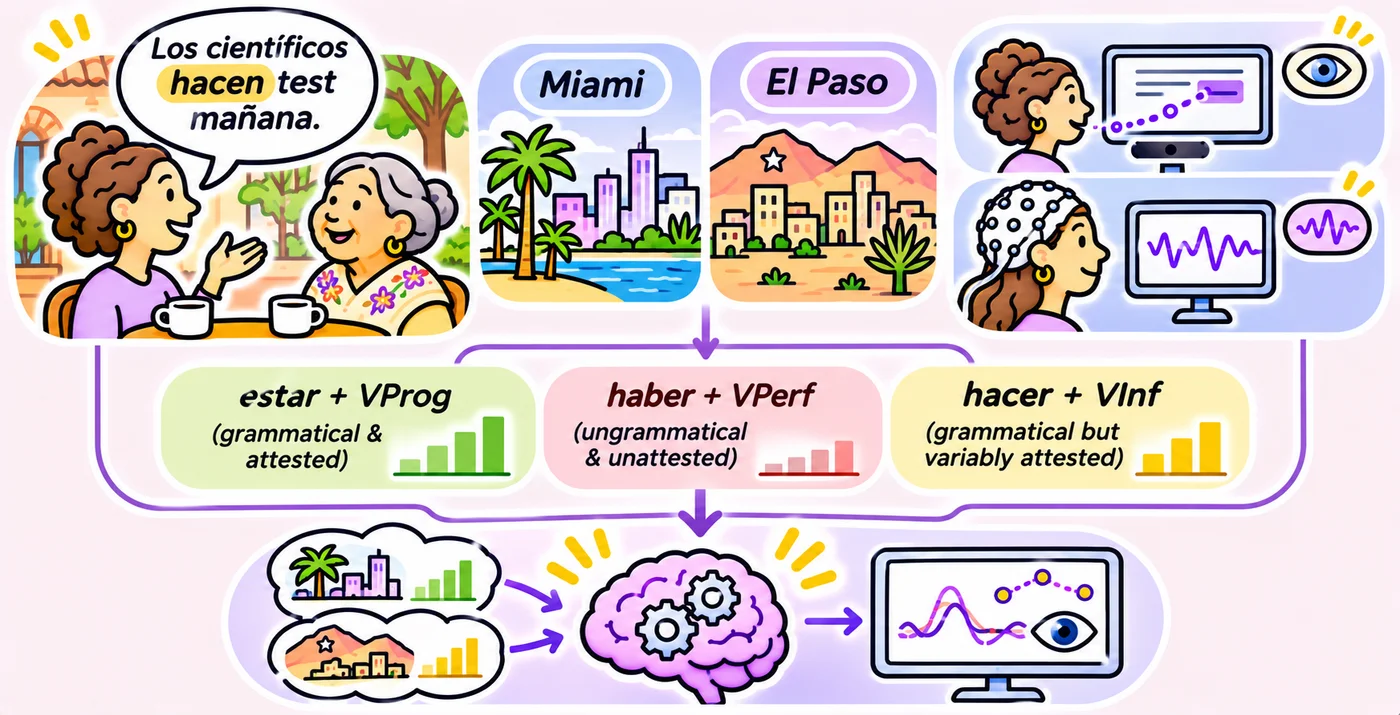 Los científicos
hacen test
mañana.
Miami
El Paso
estar + VProg
(grammatical &
attested)
haber + VPerf
(ungrammatical
& unattested)
hacer + VInf
(grammatical but
variably attested)